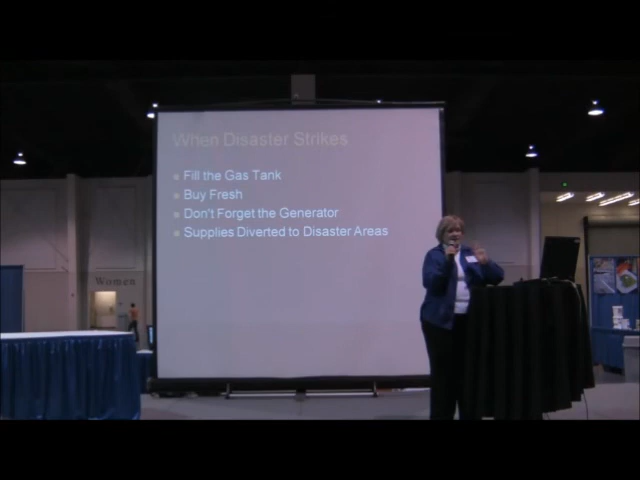 When Disaster Strikes
Fill the Gas Tank
Buy Fresh
Don't Forget the Generator
Supplies Diverted to Disaster Areas
Women